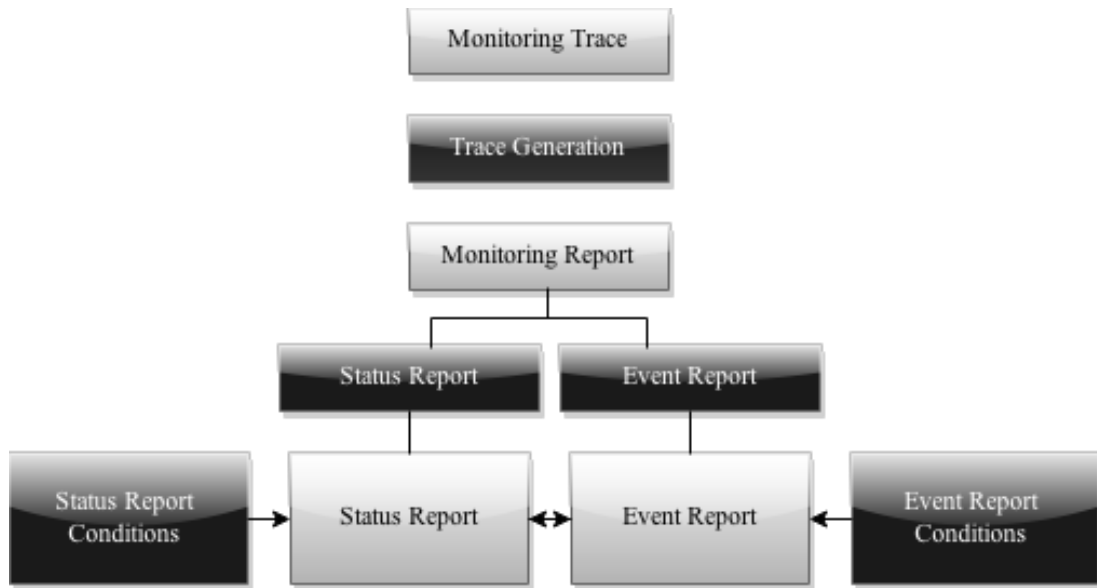 Monitoring Trace
Trace Generation
Monitoring Report
Status Report
Event Report
Status Report
Conditions
Status Report
Event Report
Event Report
Conditions